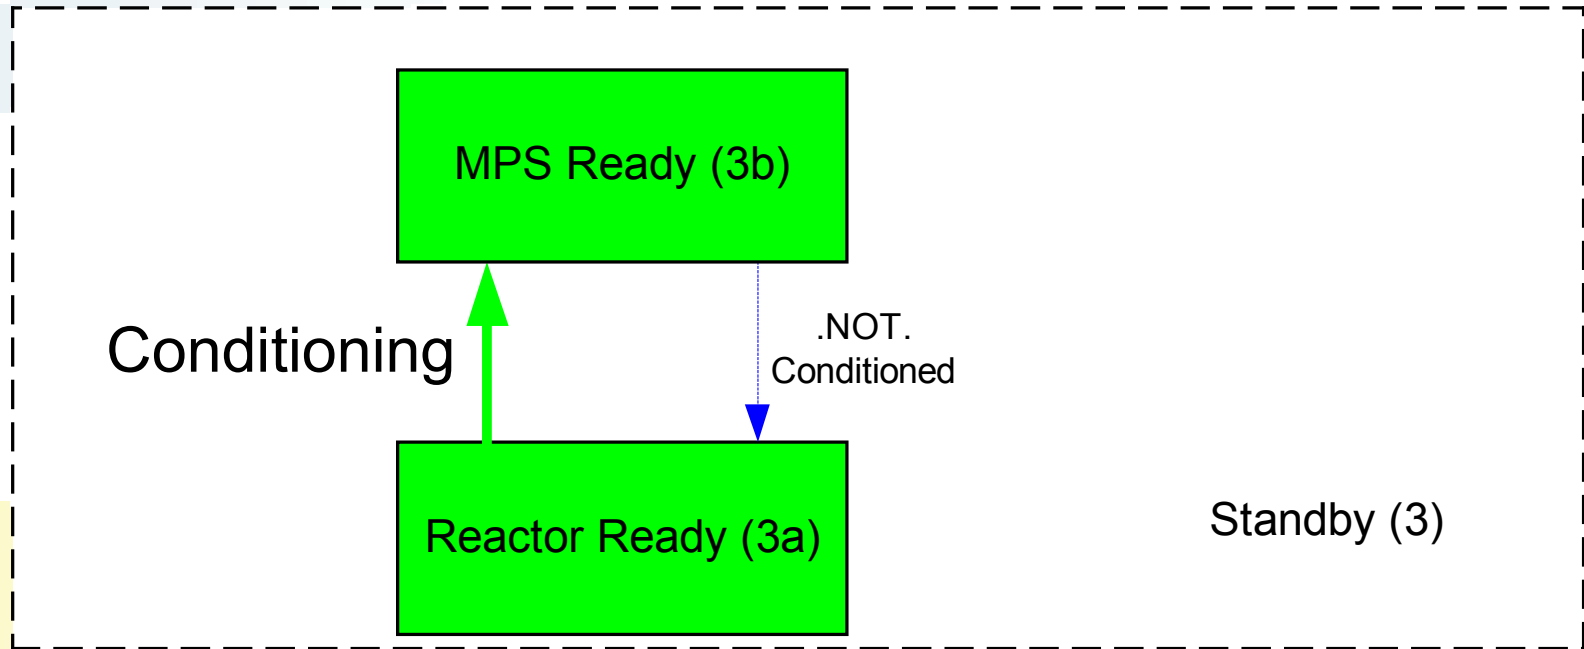 MPS Ready (3b)
Conditioning
.NOT.
Conditioned
Reactor Ready (3a)
Standby (3)